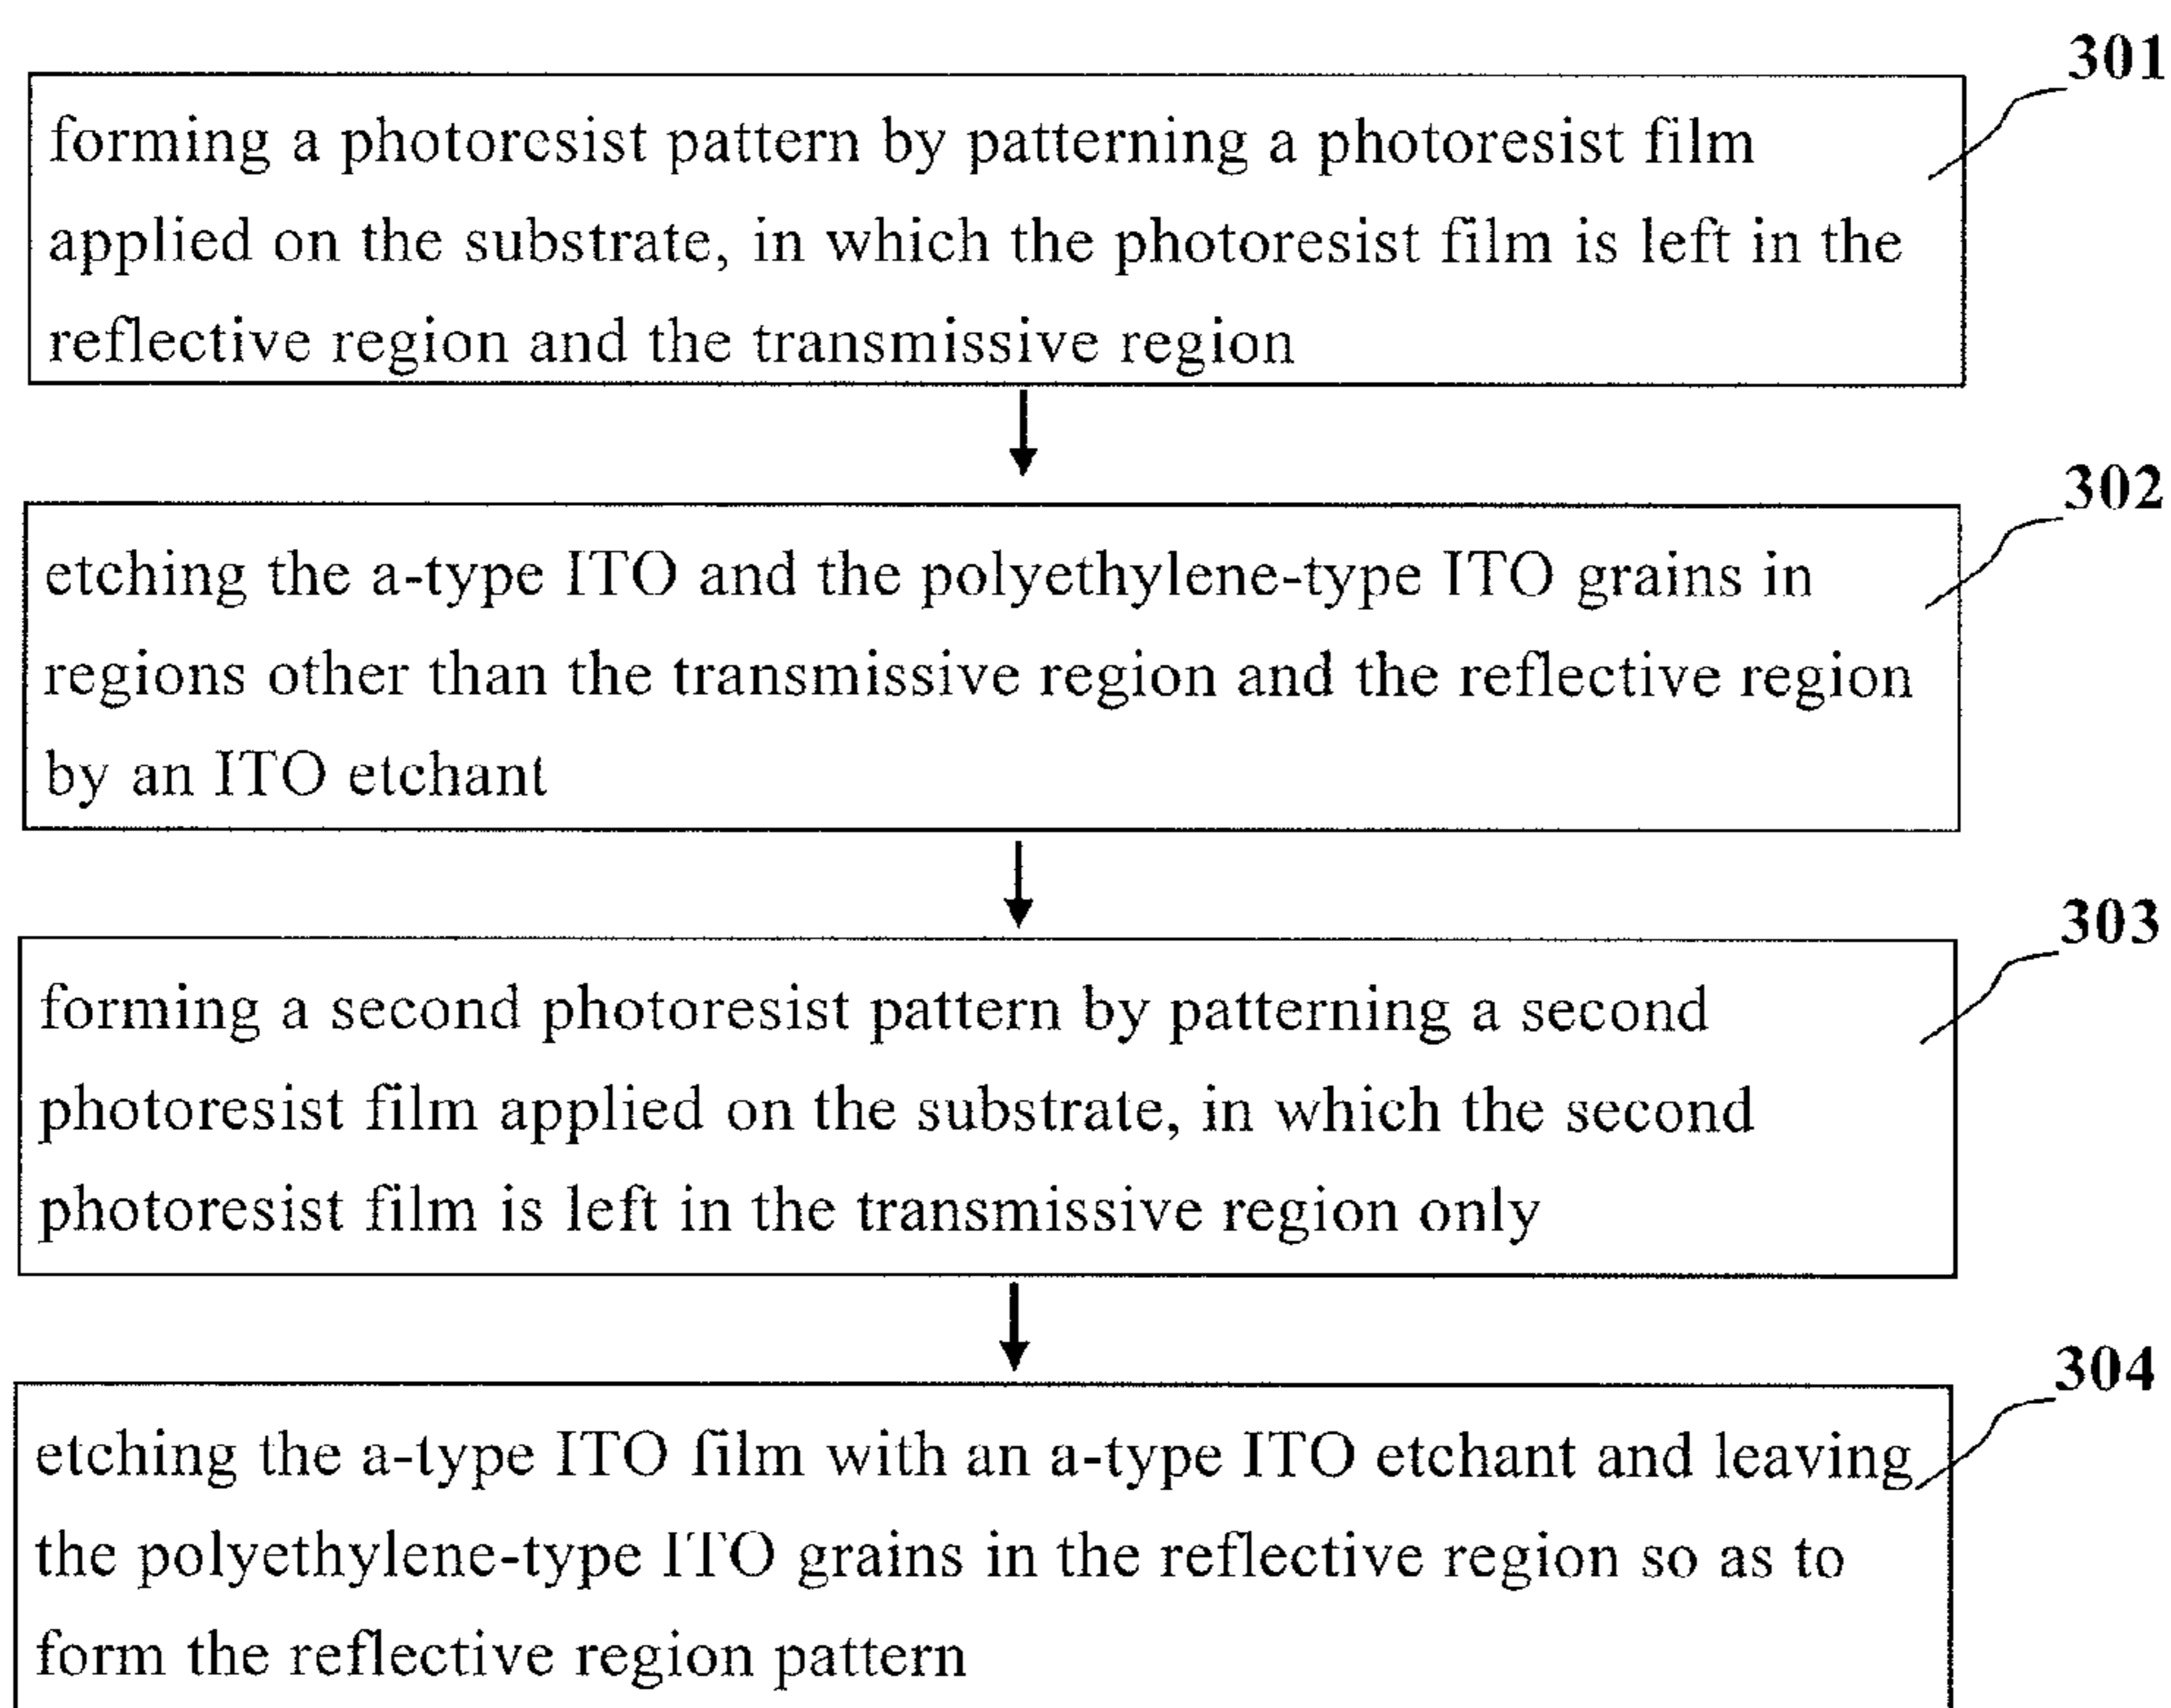 301
forming a photoresist pattern by patterning a photoresist film
applied on the substrate, in which the photoresist film is left in the
reflective region and the transmissive region
302
etching the a-type ITO and the polyethylene-type ITO grains in
regions other than the transmissive region and the reflective region
by an ITO etchant
303
forming a second photoresist pattern by patterning a second
photoresist film applied on the substrate, in which the second
photoresist film is left in the transmissive region only
304
etching the a-type ITO film with an a-type ITO etchant and leaving
the polyethylene-type ITO grains in the reflective region so as to
form the reflective region pattern